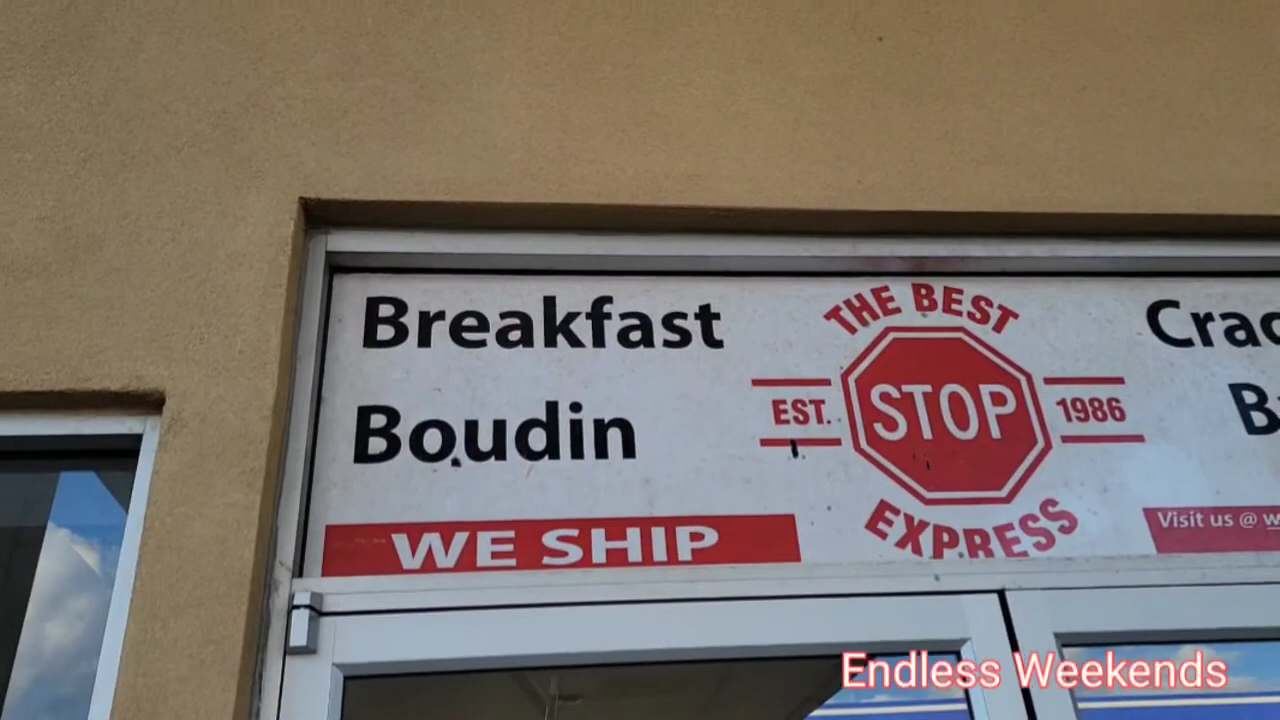 Breakfast
Boudin
WE SHIP
THE BEST
EST. STOP 1986
EXPRESS
Visit us @
Endless Weekends